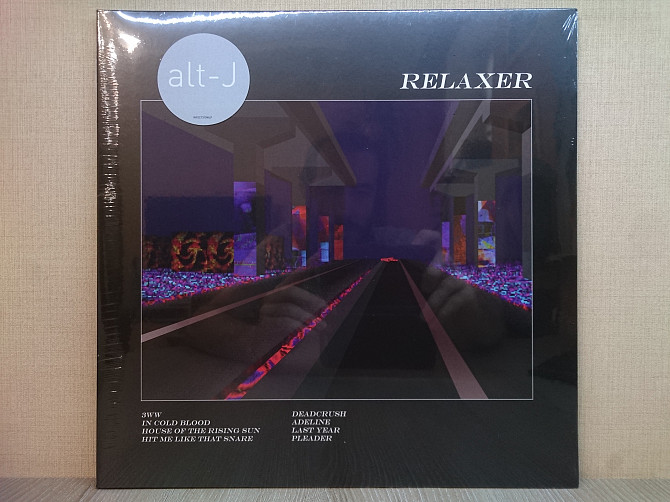 alt-J
RELAXER
3WW
IN COLD BLOOD
HOUSE OF THE RISING SUN
HIT ME LIKE THAT SNARE
DEADCRUSH
ADELINE
LAST YEAR
PLEADER